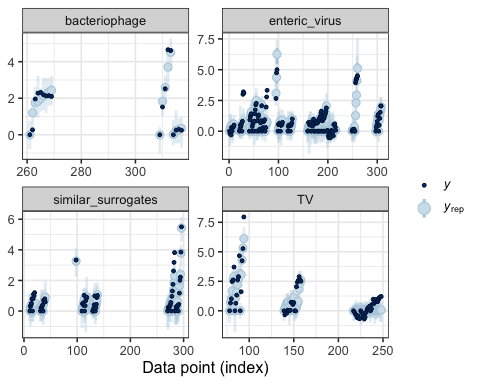 bacteriophage
enteric_virus
4
2
0
260 280 300
7.5
5.0
2.5
0.0
0 100 200 300
similar_surrogates
TV
6
4
2
0
0 100 200 300
7.5
5.0
2.5
0.0
100 150 200 250
Data point (index)
y
yrep